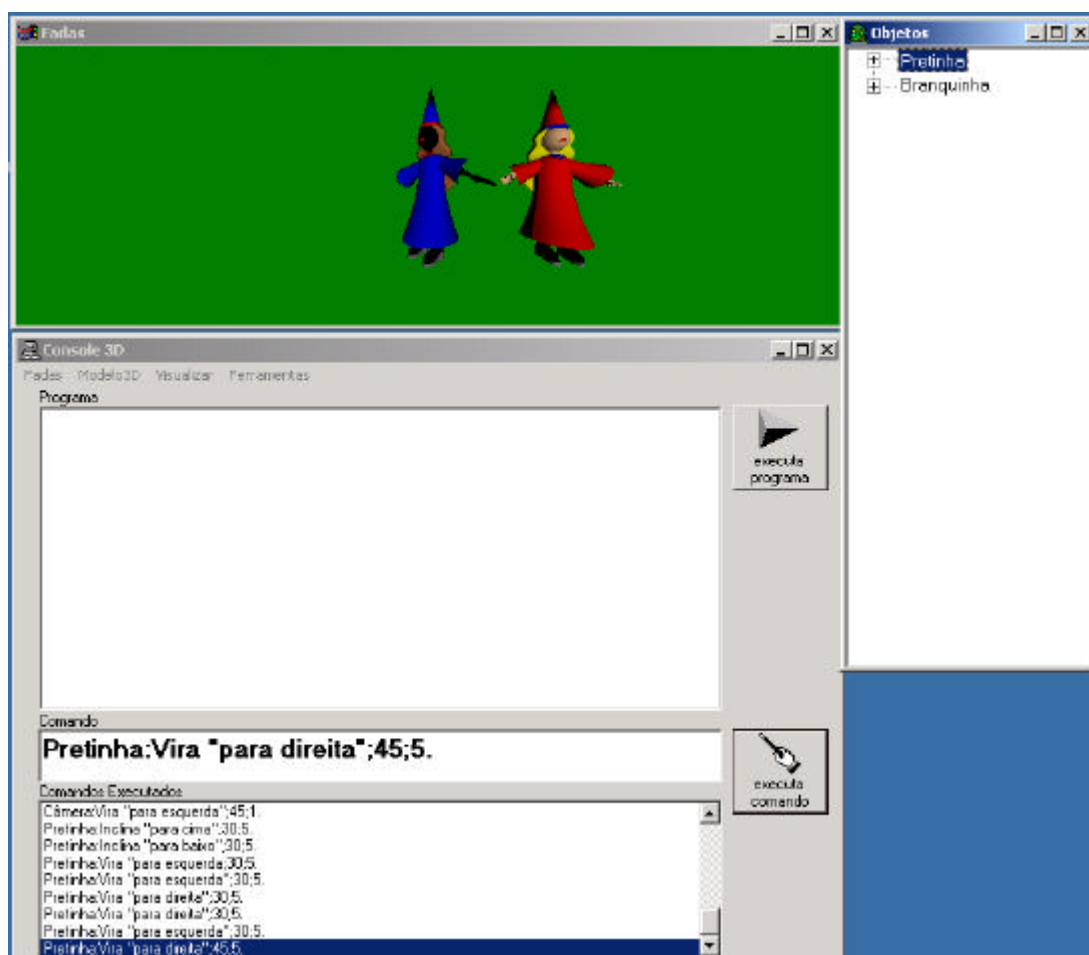 Fadas
Objetos
Pretinha
Branquinha
Console 3D
Fadas Modelo3D Visualizar Ferramentas
Programa
executa
programa
Comando
Pretinha:Vira "para direita";45;5.
executa
comando
Comandos Executados
Câmera:Vira "para esquerda";45;1.
Pretinha:Inclina "para cima";30;5.
Pretinha:Inclina "para baixo";30;5.
Pretinha:Vira "para esquerda;30;5.
Pretinha:Vira "para esquerda";30;5.
Pretinha:Vira "para direita";30;5.
Pretinha:Vira "para direita";30;5.
Pretinha:Vira "para esquerda";30;5.
Pretinha:Vira "para direita";45;5.